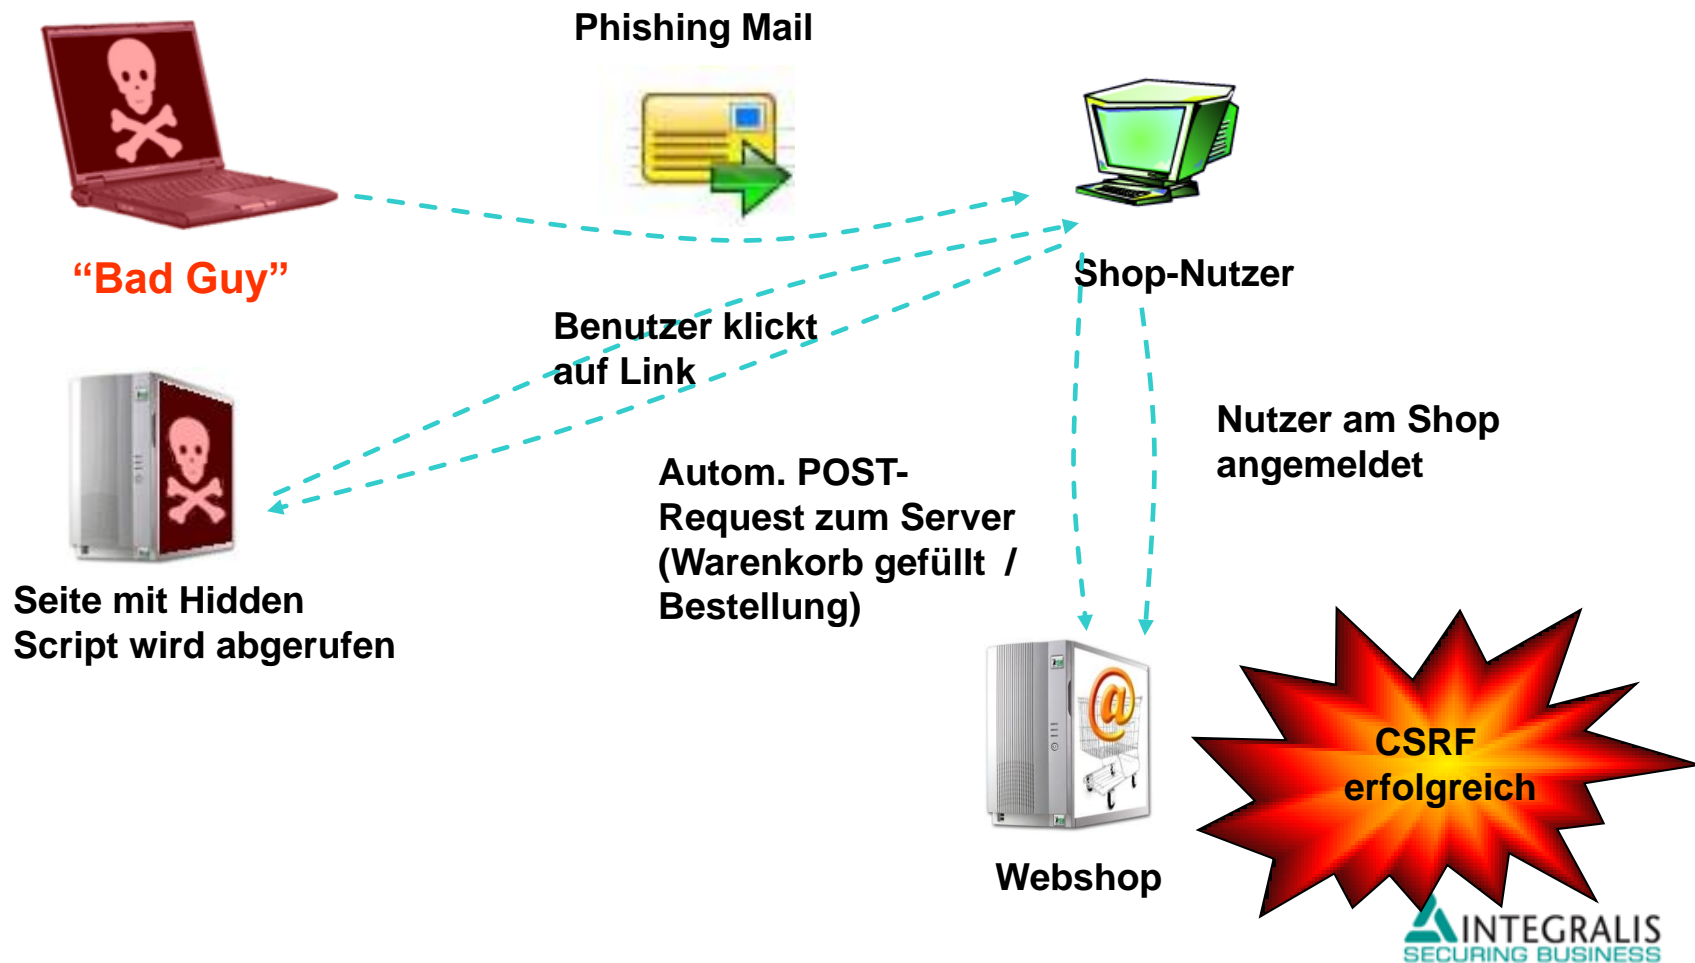 Phishing Mail
“Bad Guy”
Shop-Nutzer
Benutzer klickt
auf Link
Nutzer am Shop
angemeldet
Autom. POST-
Request zum Server
(Warenkorb gefüllt /
Bestellung)
Seite mit Hidden
Script wird abgerufen
@
CSRF
erfolgreich
Webshop
INTEGRALIS
SECURING BUSINESS